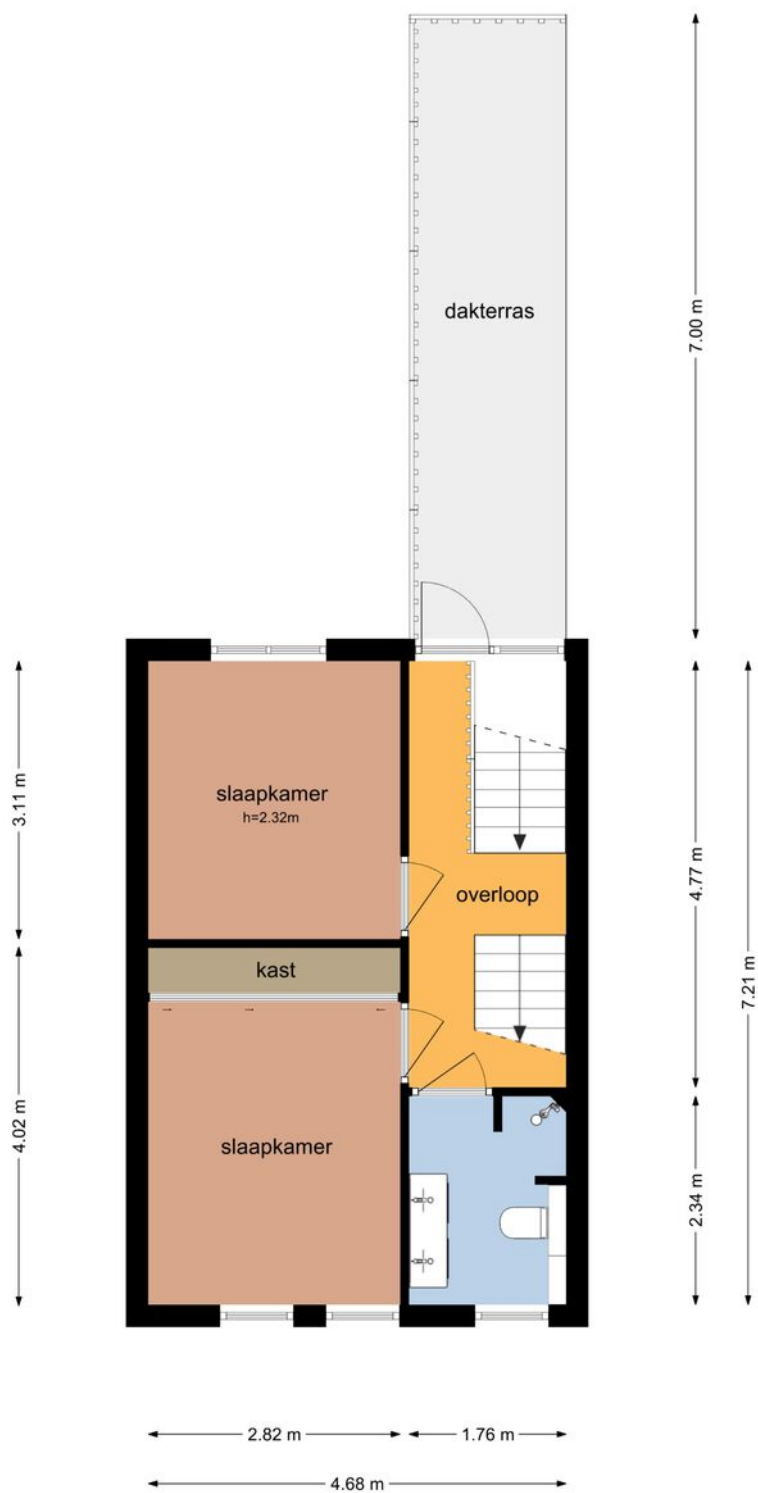 dakterras
7.00 m
slaapkamer
h=2.32m
3.11 m
overloop
4.77 m
kast
7.21 m
slaapkamer
4.02 m
2.34 m
2.82 m
1.76 m
4.68 m